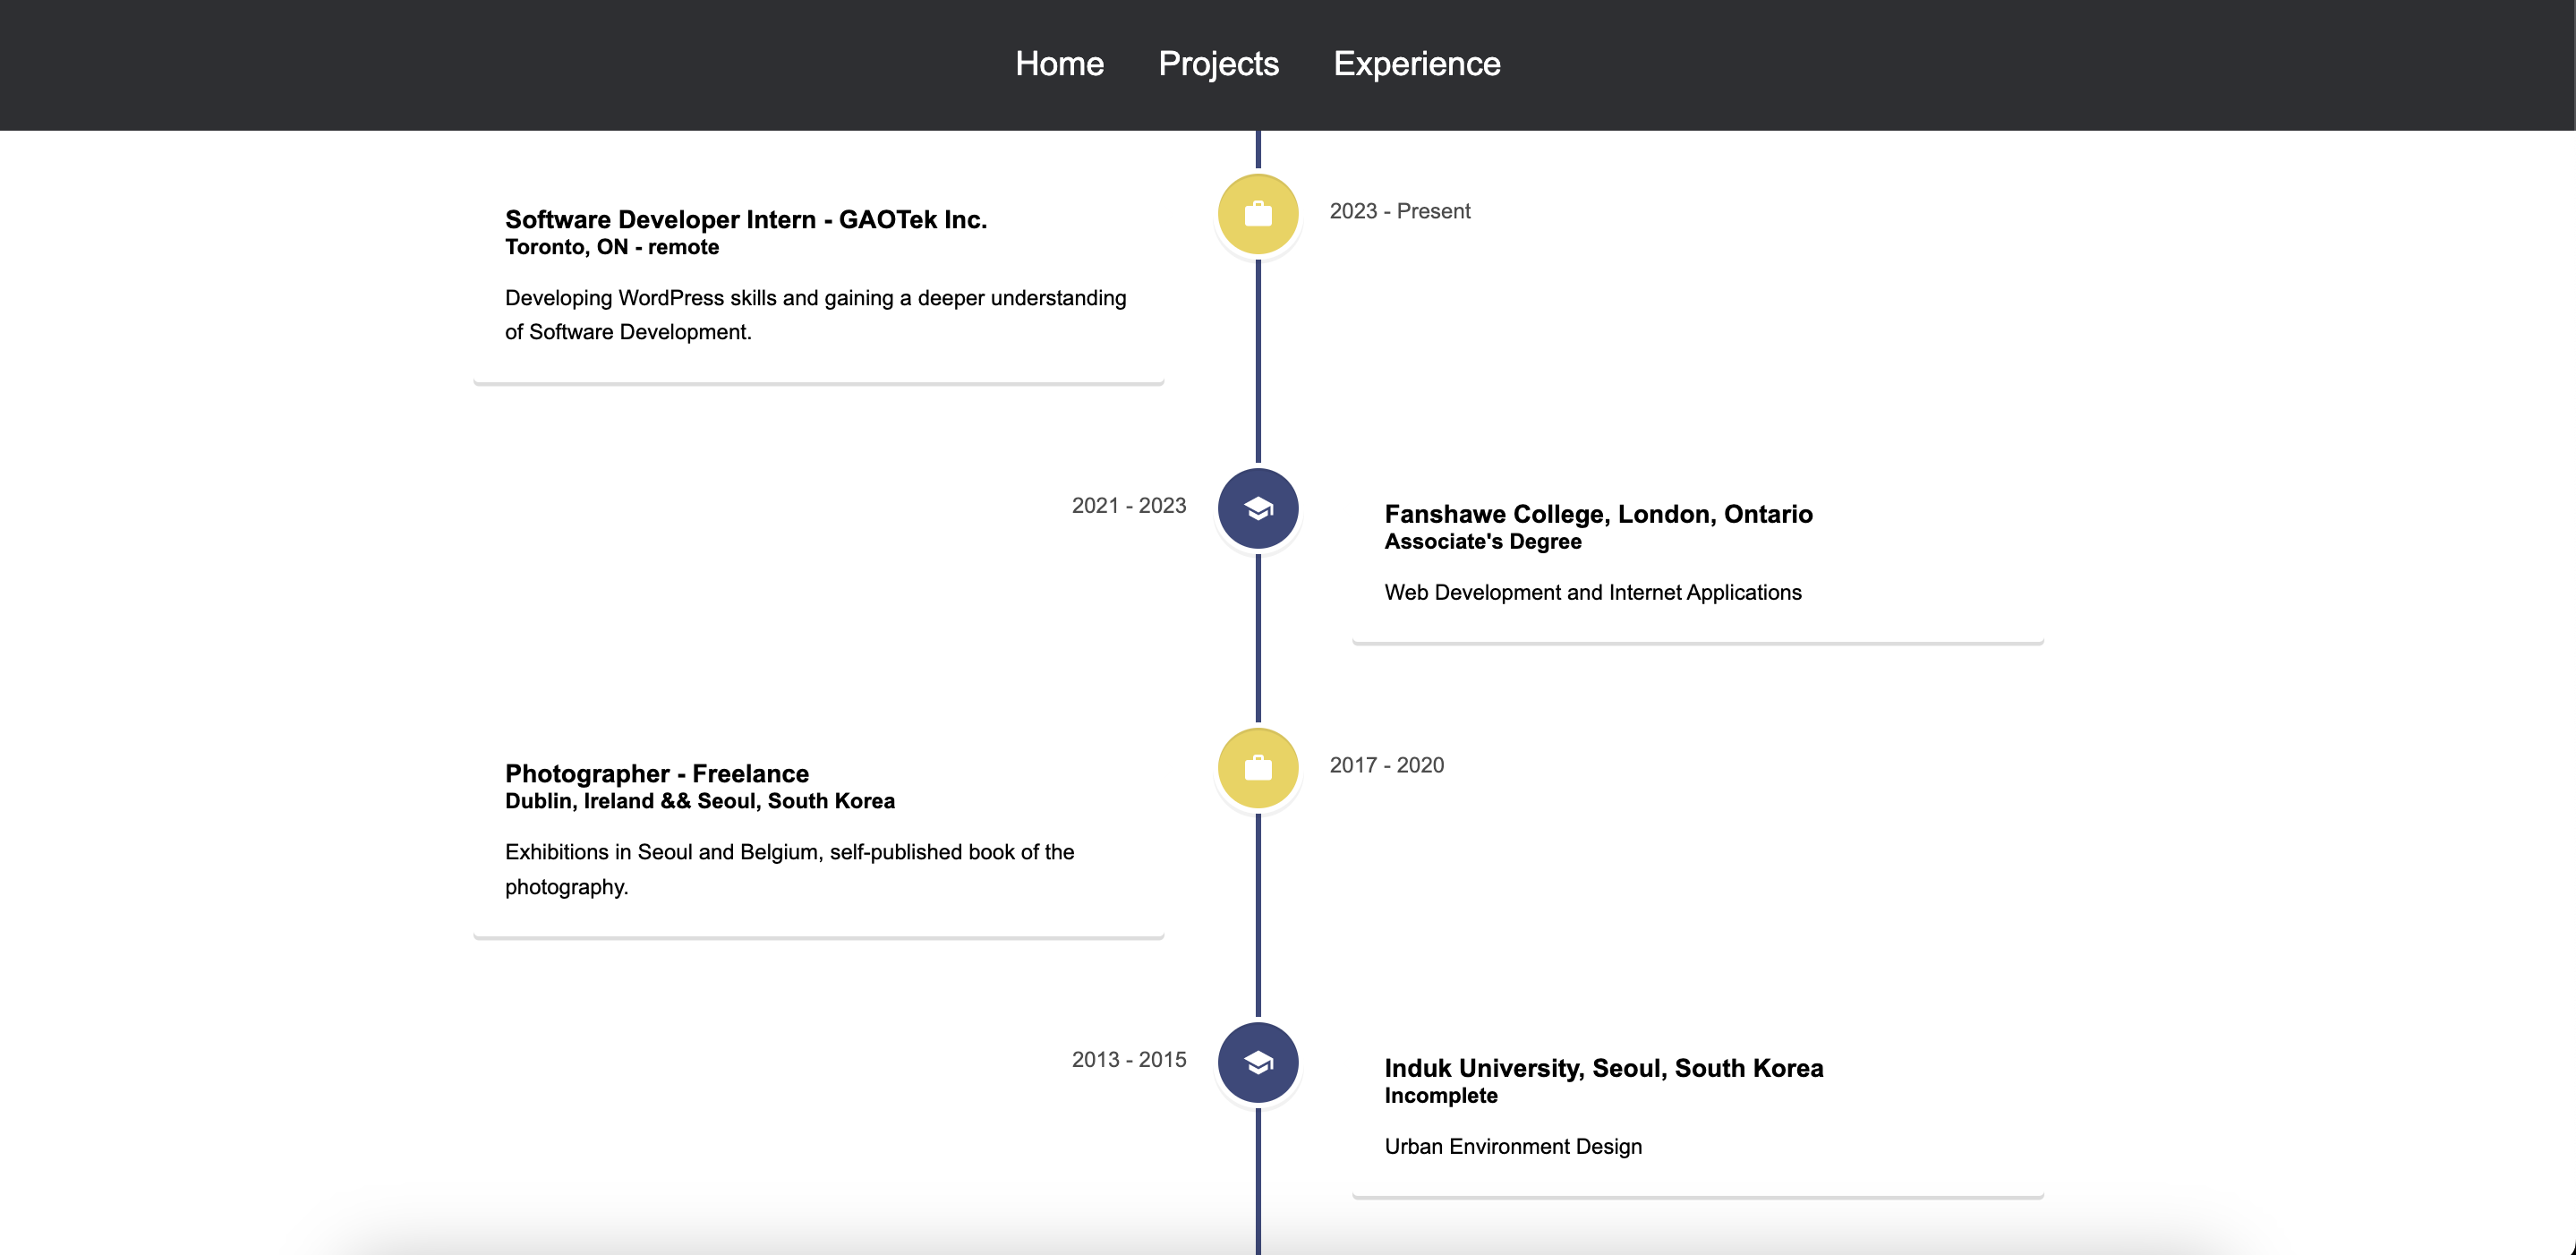 Home Projects Experience
2023 - Present
Software Developer Intern - GAOTek Inc.
Toronto, ON - remote
Developing WordPress skills and gaining a deeper understanding
of Software Development.
2021 - 2023
Fanshawe College, London, Ontario
Associate's Degree
Web Development and Internet Applications
2017 - 2020
Photographer - Freelance
Dublin, Ireland && Seoul, South Korea
Exhibitions in Seoul and Belgium, self-published book of the
photography.
2013 - 2015
Induk University, Seoul, South Korea
Incomplete
Urban Environment Design